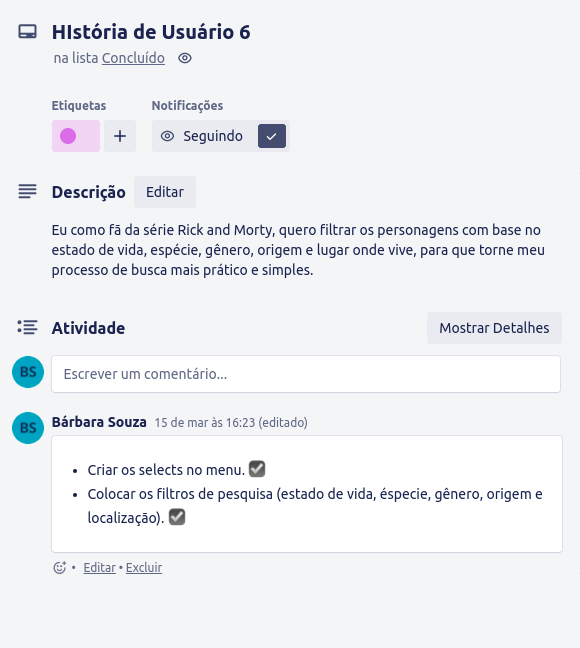 HIstória de Usuário 6
na lista Concluído
Etiquetas
Notificações
+
Seguindo
Descrição
Editar
Eu como fã da série Rick and Morty, quero filtrar os personagens com base no
estado de vida, espécie, gênero, origem e lugar onde vive, para que torne meu
processo de busca mais prático e simples.
Atividade
Mostrar Detalhes
BS
Escrever um comentário...
BS
Bárbara Souza 15 de mar às 16:23 (editado)
• Criar os selects no menu. ☑
• Colocar os filtros de pesquisa (estado de vida, éspecie, gênero, origem e
localização). ☑
• Editar • Excluir